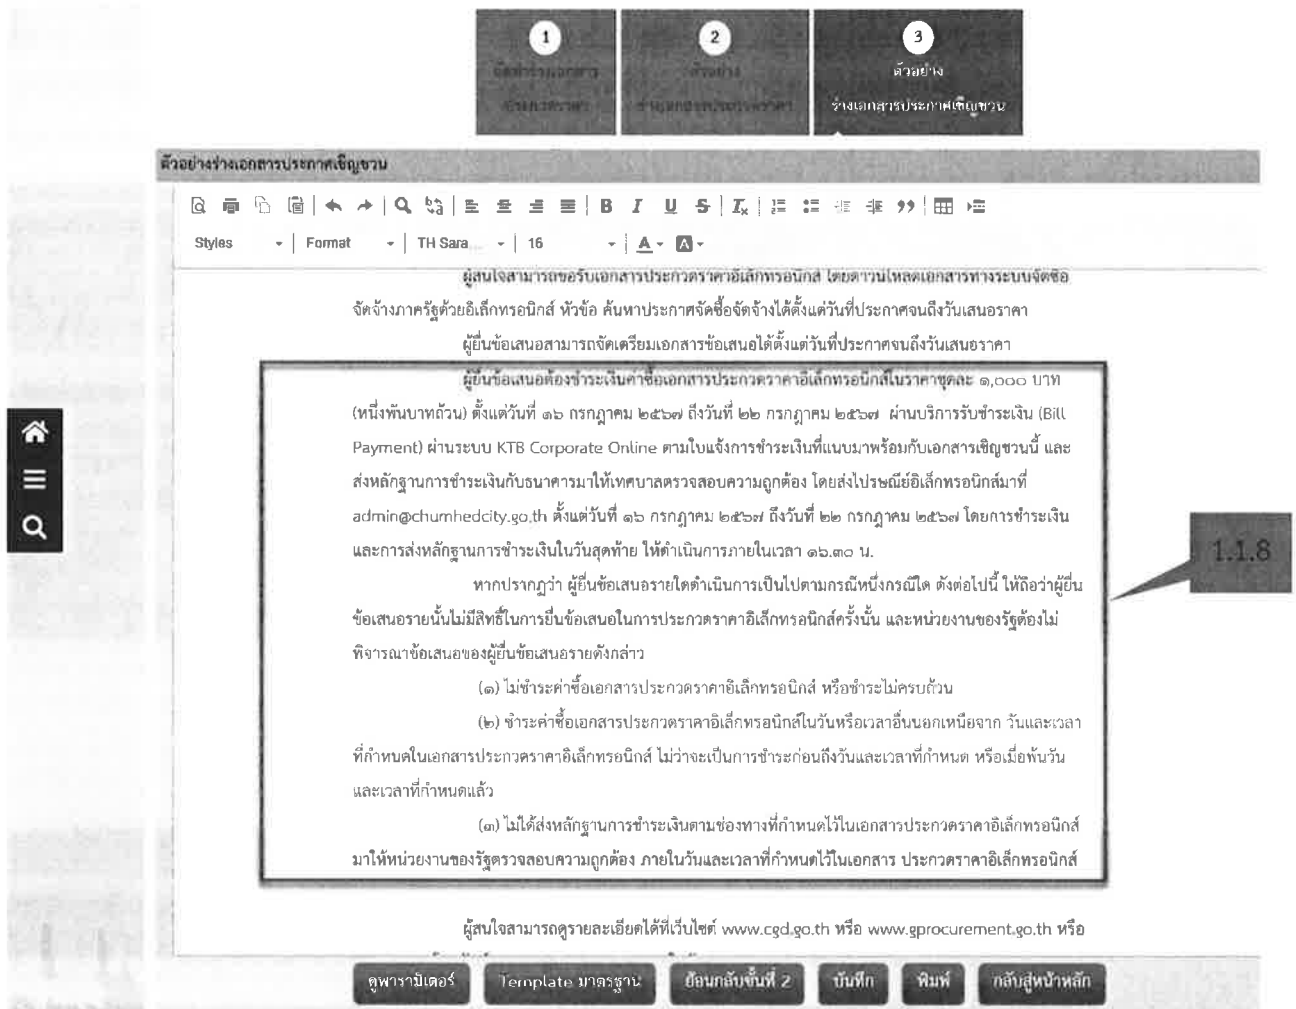 1
จัดทำร่างเอกสาร
ประกวดราคา
2
ตัวอย่าง
ร่างเอกสารประกวดราคา
3
ตัวอย่าง
ร่างเอกสารประกาศเชิญชวน
ตัวอย่างร่างเอกสารประกาศเชิญชวน
Styles Format TH Sara... 16
ผู้สนใจสามารถขอรับเอกสารประกวดราคาอิเล็กทรอนิกส์ โดยดาวน์โหลดเอกสารทางระบบจัดซื้อ
จัดจ้างภาครัฐด้วยอิเล็กทรอนิกส์ หัวข้อ ค้นหาประกาศจัดซื้อจัดจ้างได้ตั้งแต่วันที่ประกาศจนถึงวันเสนอราคา
ผู้ยื่นข้อเสนอสามารถจัดเตรียมเอกสารข้อเสนอได้ตั้งแต่วันที่ประกาศจนถึงวันเสนอราคา
ผู้ยื่นข้อเสนอต้องชำระเงินค่าซื้อเอกสารประกวดราคาอิเล็กทรอนิกส์ในราคาชุดละ ๑,๐๐๐ บาท
(หนึ่งพันบาทถ้วน) ตั้งแต่วันที่ ๑๖ กรกฎาคม ๒๕๖๗ ถึงวันที่ ๒๒ กรกฎาคม ๒๕๖๗ ผ่านบริการรับชำระเงิน (Bill
Payment) ผ่านระบบ KTB Corporate Online ตามใบแจ้งการชำระเงินที่แนบมาพร้อมกับเอกสารเชิญชวนนี้ และ
ส่งหลักฐานการชำระเงินกับธนาคารมาให้เทศบาลตรวจสอบความถูกต้อง โดยส่งไปรษณีย์อิเล็กทรอนิกส์มาที่
admin@chumhedcity.go.th ตั้งแต่วันที่ ๑๖ กรกฎาคม ๒๕๖๗ ถึงวันที่ ๒๒ กรกฎาคม ๒๕๖๗ โดยการชำระเงิน
และการส่งหลักฐานการชำระเงินในวันสุดท้าย ให้ดำเนินการภายในเวลา ๑๖.๓๐ น.
1.1.8
หากปรากฏว่า ผู้ยื่นข้อเสนอรายใดดำเนินการเป็นไปตามกรณีหนึ่งกรณีใด ดังต่อไปนี้ ให้ถือว่าผู้ยื่น
ข้อเสนอรายนั้นไม่มีสิทธิ์ในการยื่นข้อเสนอในการประกวดราคาอิเล็กทรอนิกส์ครั้งนั้น และหน่วยงานของรัฐต้องไม่
พิจารณาข้อเสนอของผู้ยื่นข้อเสนอรายดังกล่าว
(๑) ไม่ชำระค่าซื้อเอกสารประกวดราคาอิเล็กทรอนิกส์ หรือชำระไม่ครบถ้วน
(๒) ชำระค่าซื้อเอกสารประกวดราคาอิเล็กทรอนิกส์ในวันหรือเวลาอื่นนอกเหนือจาก วันและเวลา
ที่กำหนดในเอกสารประกวดราคาอิเล็กทรอนิกส์ ไม่ว่าจะเป็นการชำระก่อนถึงวันและเวลาที่กำหนด หรือเมื่อพ้นวัน
และเวลาที่กำหนดแล้ว
(๓) ไม่ได้ส่งหลักฐานการชำระเงินตามช่องทางที่กำหนดไว้ในเอกสารประกวดราคาอิเล็กทรอนิกส์
มาให้หน่วยงานของรัฐตรวจสอบความถูกต้อง ภายในวันและเวลาที่กำหนดไว้ในเอกสาร ประกวดราคาอิเล็กทรอนิกส์
ผู้สนใจสามารถดูรายละเอียดได้ที่เว็บไซต์ www.cgd.go.th หรือ www.gprocurement.go.th หรือ
ดูพารามิเตอร์ Template มาตรฐาน ย้อนกลับขั้นที่ 2 บันทึก พิมพ์ กลับสู่หน้าหลัก